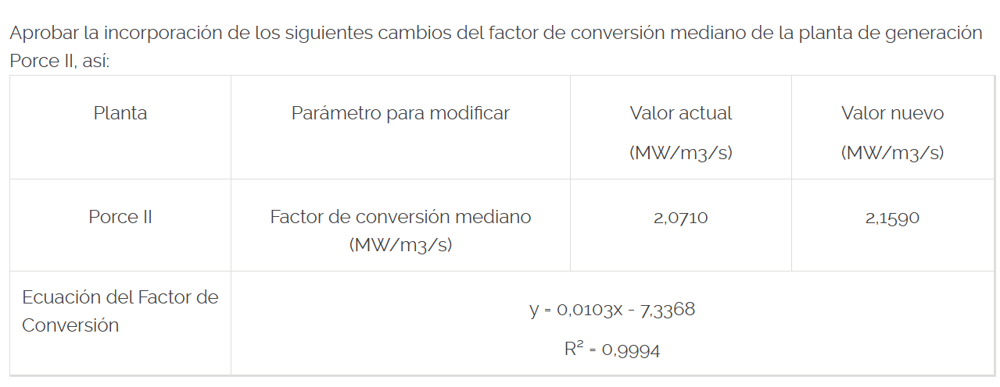 Aprobar la incorporación de los siguientes cambios del factor de conversión mediano de la planta de generación
Porce II, así:
Planta
Parámetro para modificar
Valor actual
(MW/m3/s)
Valor nuevo
(MW/m3/s)
Porce II
Factor de conversión mediano
(MW/m3/s)
2,0710
2,1590
Ecuación del Factor de
Conversión
y = 0,0103x - 7,3368
R² = 0,9994